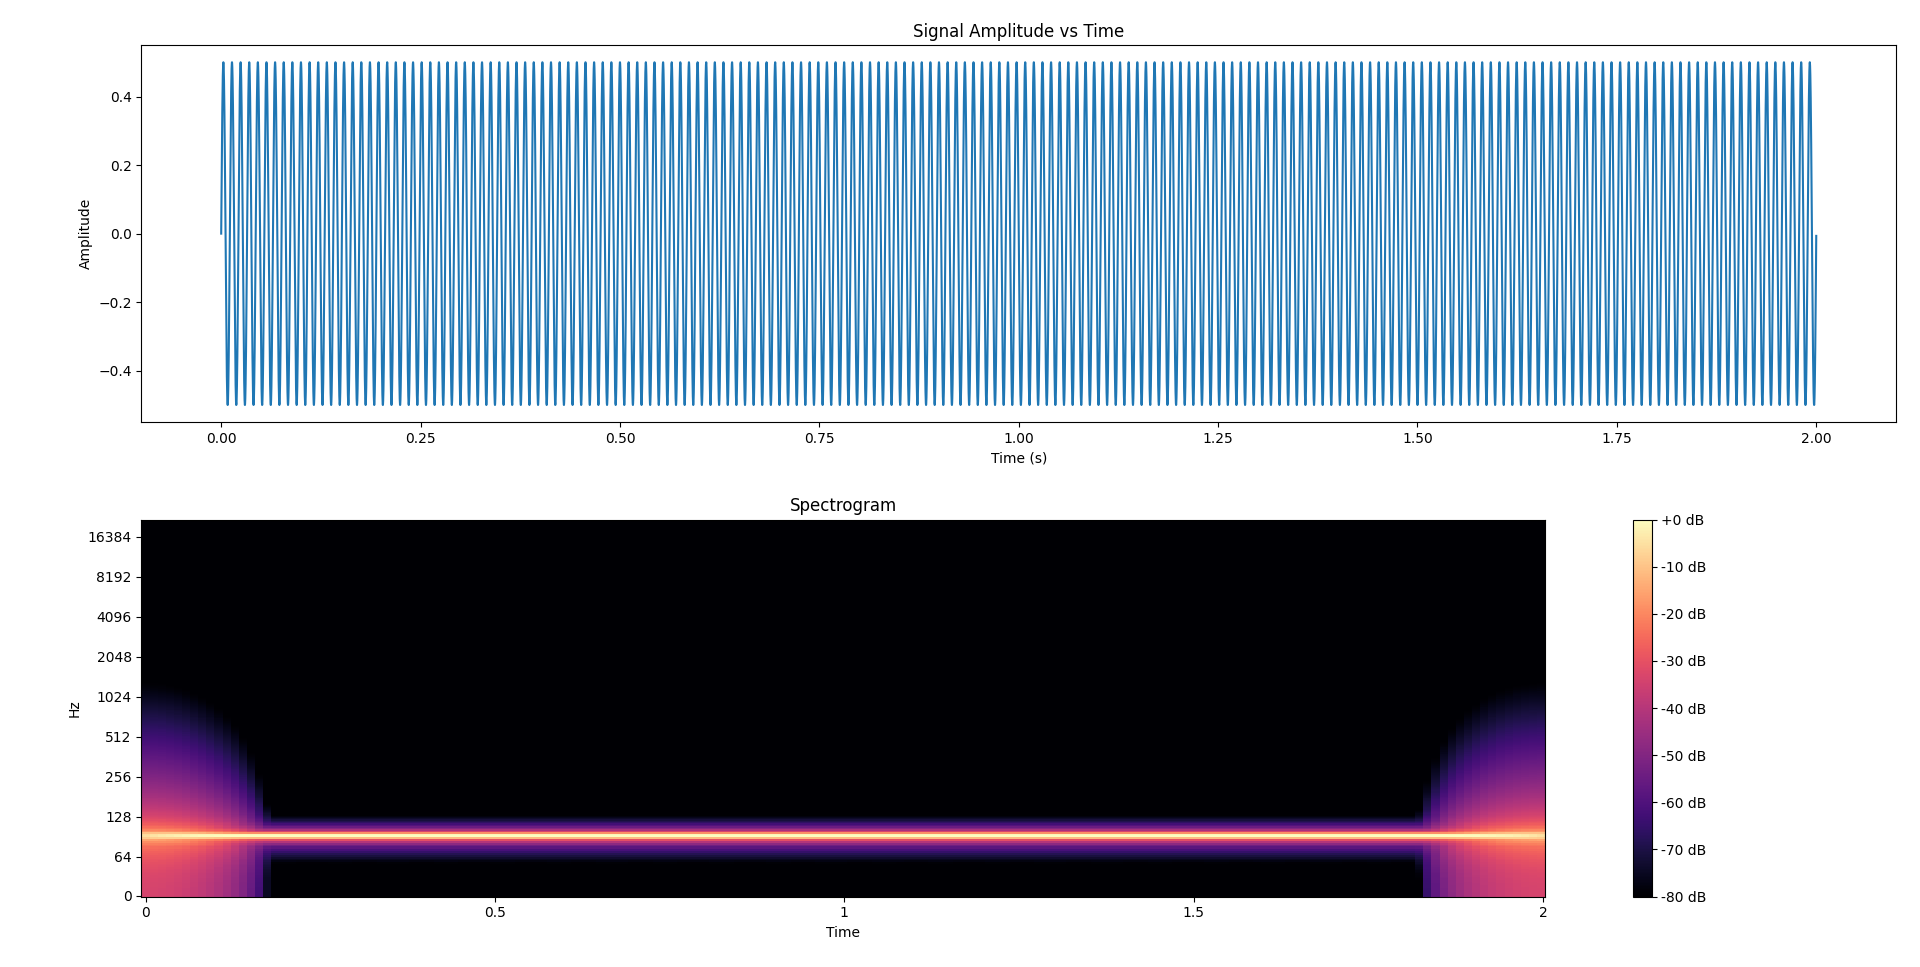 Signal Amplitude vs Time
Amplitude
0.4
0.2
0.0
−0.2
−0.4
0.00 0.25 0.50 0.75 1.00 1.25 1.50 1.75 2.00
Time (s)
Spectrogram
Hz
16384
8192
4096
2048
1024
512
256
128
64
0
0 0.5 1 1.5 2
Time
+0 dB
-10 dB
-20 dB
-30 dB
-40 dB
-50 dB
-60 dB
-70 dB
-80 dB